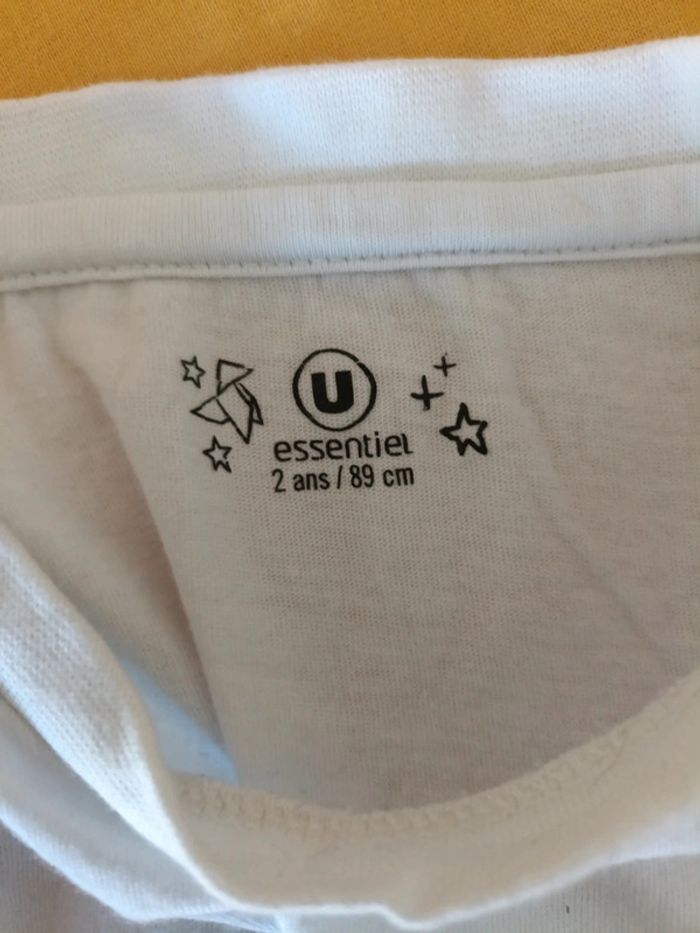 U
essentiel
2 ans / 89 cm